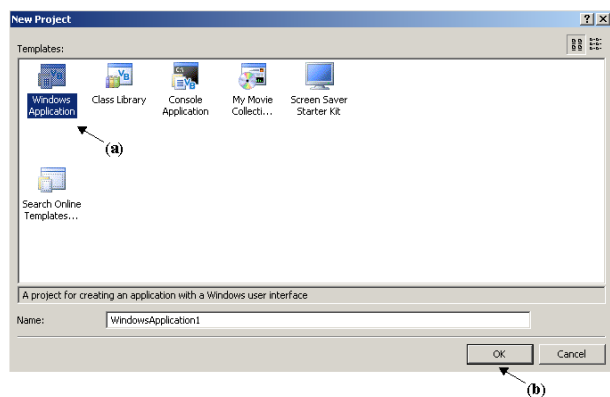 New Project
Templates:
Windows
Application
Class Library
Console
Application
My Movie
Collecti...
Screen Saver
Starter Kit
(a)
Search Online
Templates...
A project for creating an application with a Windows user interface
Name:
WindowsApplication1
OK
Cancel
(b)